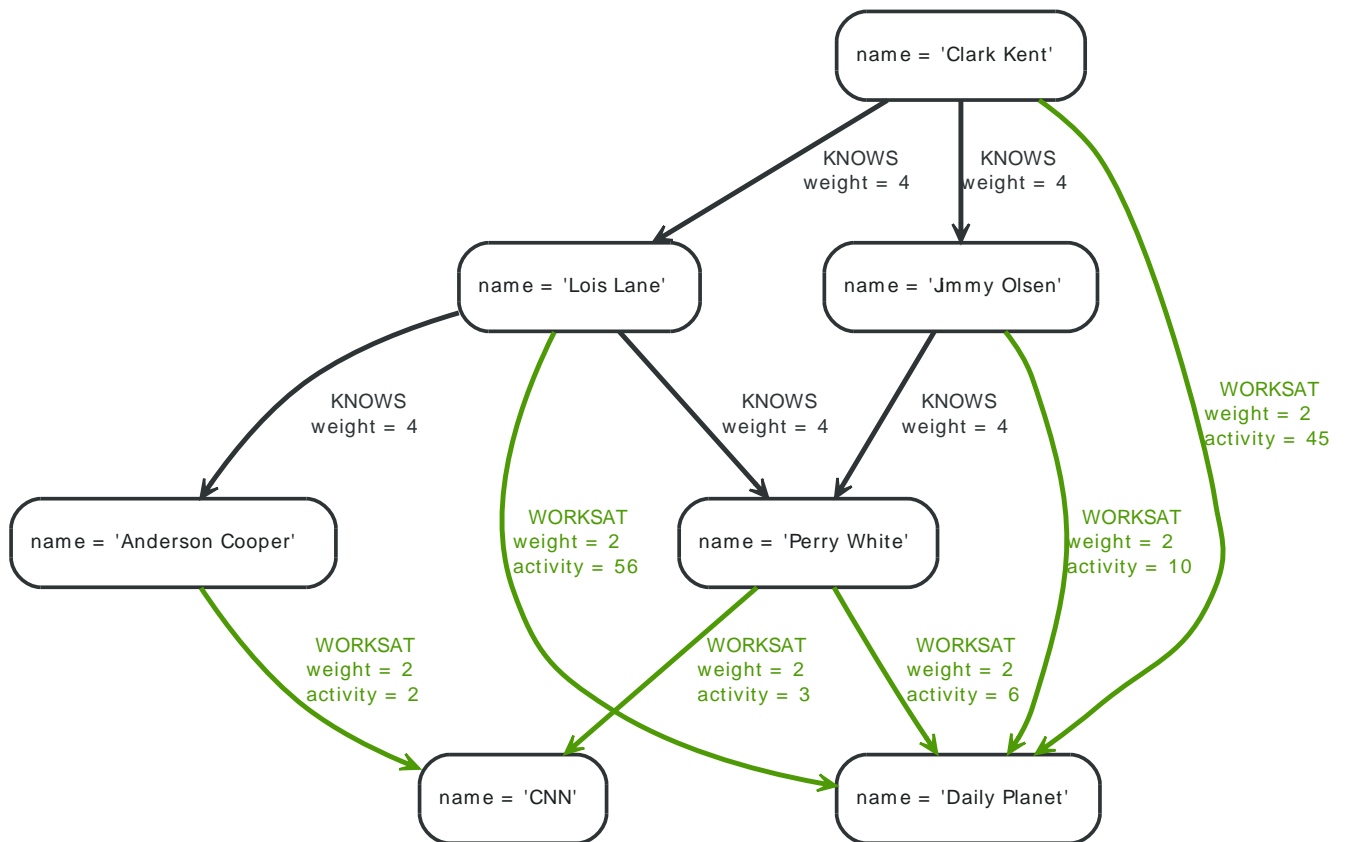 name = 'Clark Kent'
KNOWS
weight = 4
KNOWS
weight = 4
name = 'Lois Lane'
name = 'Jimmy Olsen'
WORKSAT
weight = 2
activity = 45
KNOWS
weight = 4
KNOWS
weight = 4
KNOWS
weight = 4
name = 'Anderson Cooper'
WORKSAT
weight = 2
activity = 56
name = 'Perry White'
WORKSAT
weight = 2
activity = 10
WORKSAT
weight = 2
activity = 2
WORKSAT
weight = 2
activity = 3
WORKSAT
weight = 2
activity = 6
name = 'CNN'
name = 'Daily Planet'